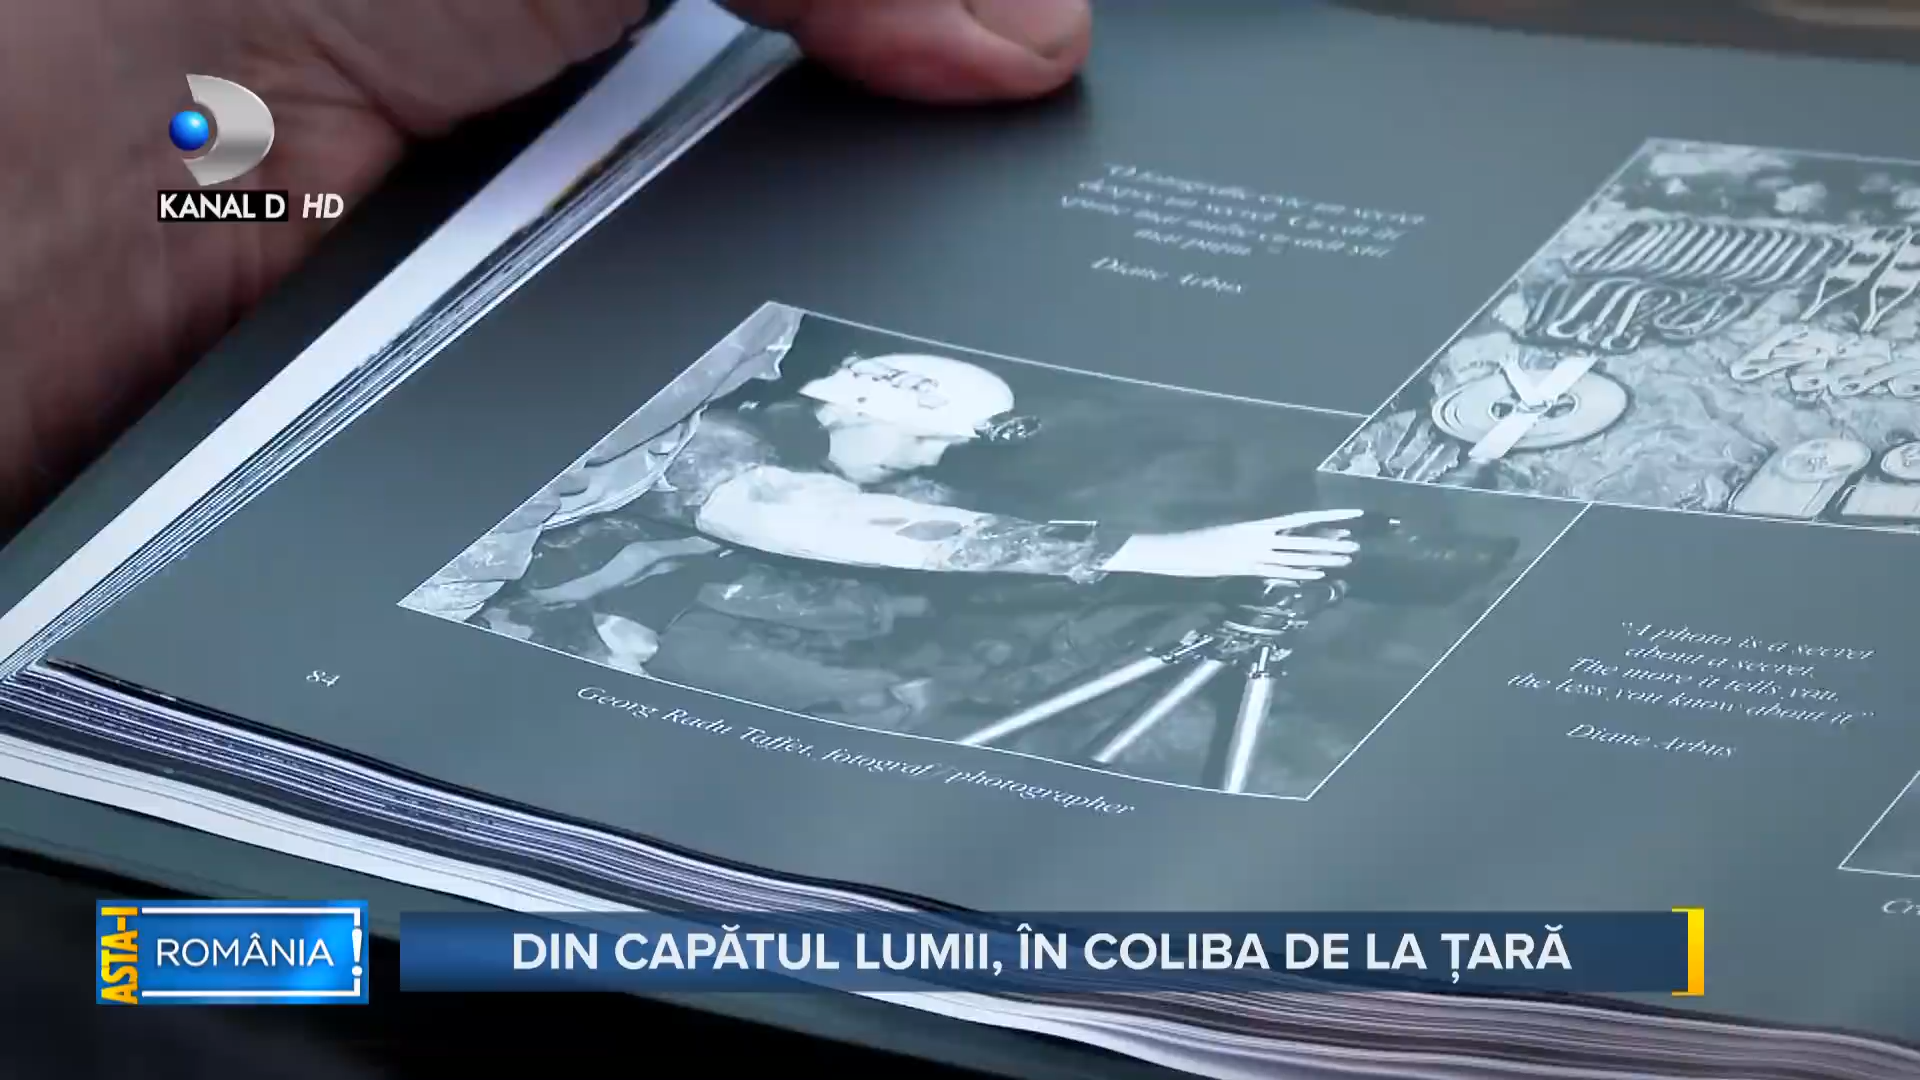 KANAL D HD
"O fotografie este un secret
despre un secret. Cu cât îți
spune mai multe cu atât știi
mai puțin"
Diane Arbus
84
Georg Radu Taffet, fotograf / photographer
"A photo is a secret
about a secret.
The more it tells you,
the less you know about it"
Diane Arbus
ASTA-I
ROMÂNIA!
DIN CAPĂTUL LUMII, ÎN COLIBA DE LA ȚARĂ